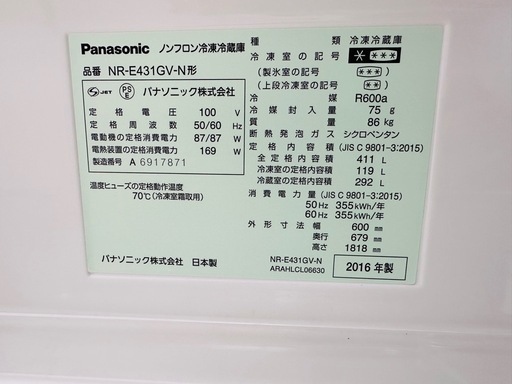 Panasonic ノンフロン冷凍冷蔵庫
品番 NR-E431GV-N形
S JET PS E パナソニック株式会社
定格電圧 100 V
定格周波数 50/60 Hz
電動機の定格消費電力 87/87 W
電熱装置の定格消費電力 169 W
製造番号 A 6917871
温度ヒューズの定格動作温度
70℃(冷凍室霜取用)
パナソニック株式会社 日本製
種類 冷凍冷蔵庫
冷凍室の記号 * ***
(製氷室の記号 **)
(上段冷凍室の記号 **)
冷媒 R600a
冷媒封入量 75 g
質量 86 kg
断熱発泡ガス シクロペンタン
定格内容積 (JIS C 9801-3:2015)
全定格内容積 411 L
冷凍室の定格内容積 119 L
冷蔵室の定格内容積 292 L
消費電力量 (JIS C 9801-3:2015)
50Hz 355kWh/年
60Hz 355kWh/年
外形寸法 幅 600 mm
奥行 679 mm
高さ 1818 mm
NR-E431GV-N
ARAHLCL06630
2016年製